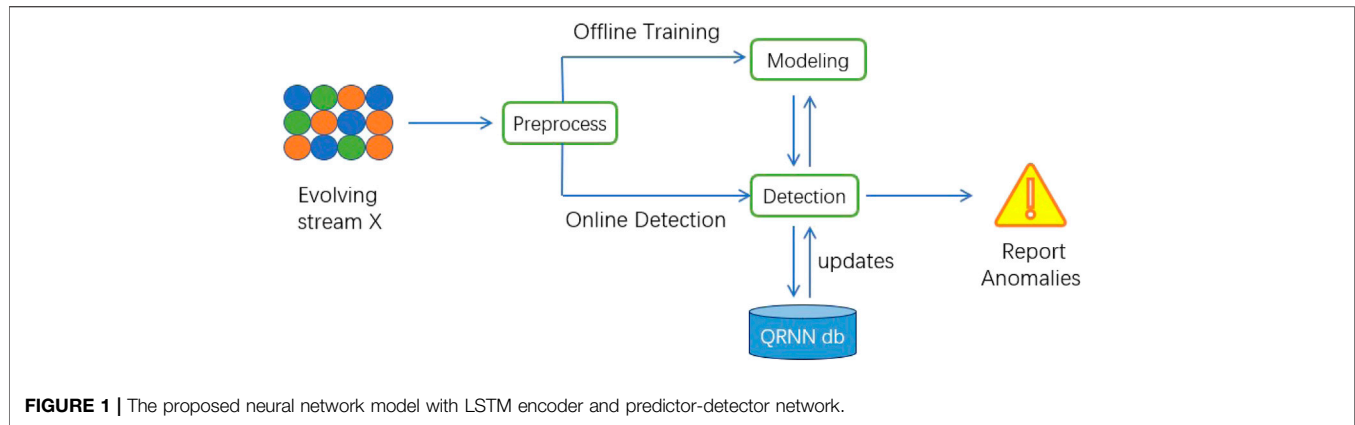 Offline Training
Modeling
Preprocess
Evolving
stream X
Online Detection
Detection
updates
Report
Anomalies
QRNN db
FIGURE 1 | The proposed neural network model with LSTM encoder and predictor-detector network.